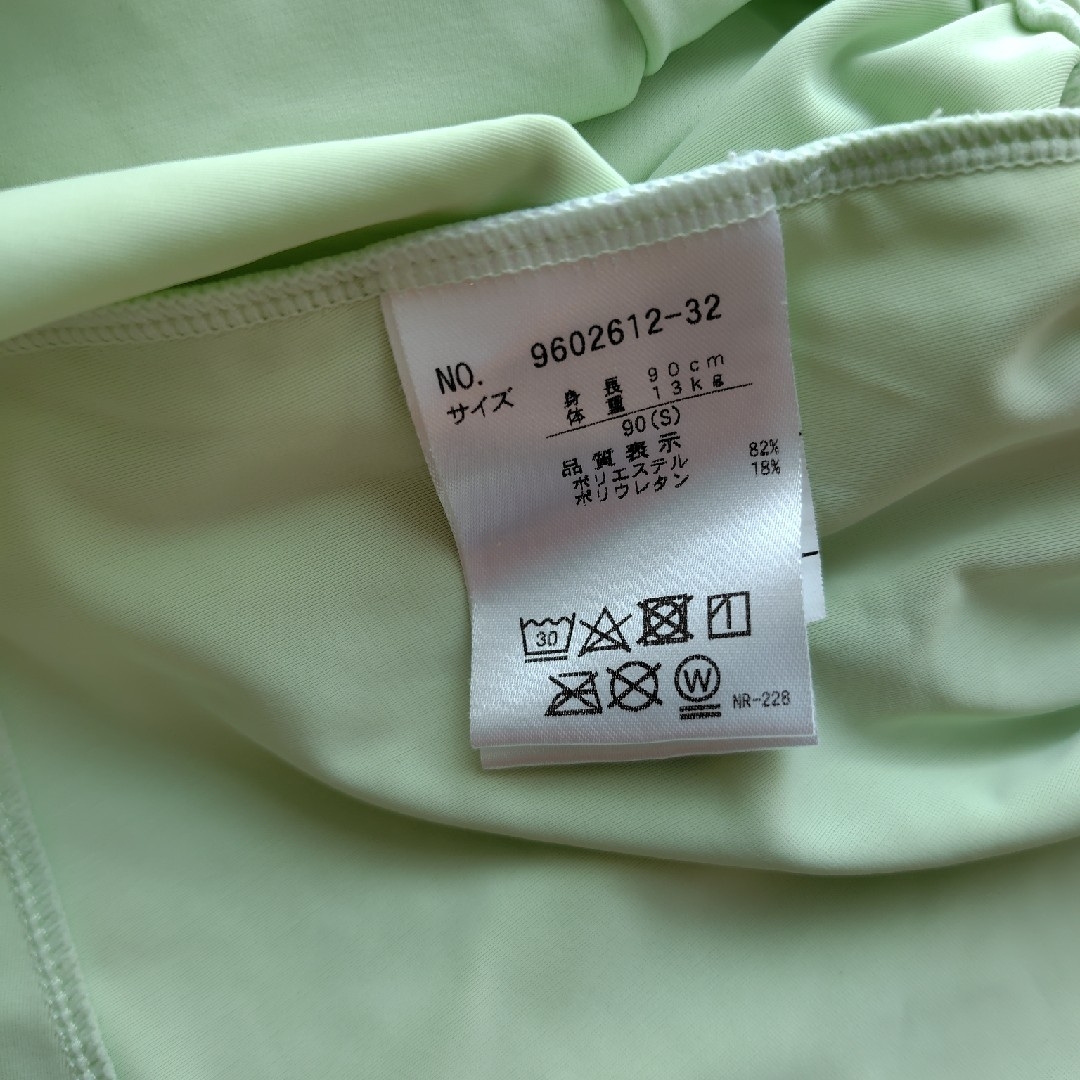 NO. 9602612-32
サイズ 身長 90cm
体重 13kg
90(S)
品質表示
ポリエステル 82%
ポリウレタン 18%
30
W
NR-228